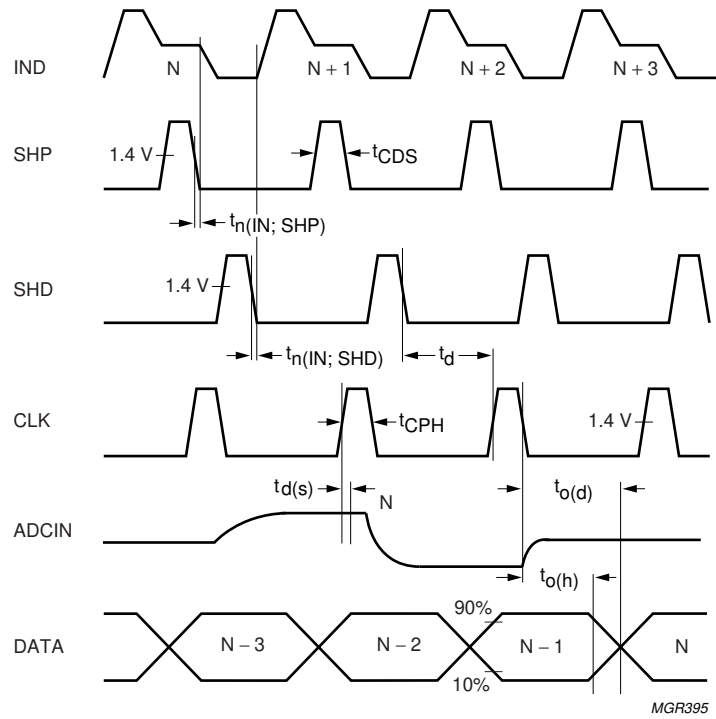 IND
N
N + 1
N + 2
N + 3
SHP
1.4 V
tCDS
tn(IN; SHP)
SHD
1.4 V
tn(IN; SHD)
td
CLK
tCPH
1.4 V
td(s)
N
to(d)
ADCIN
to(h)
90%
DATA
N − 3
N − 2
N − 1
N
10%
MGR395